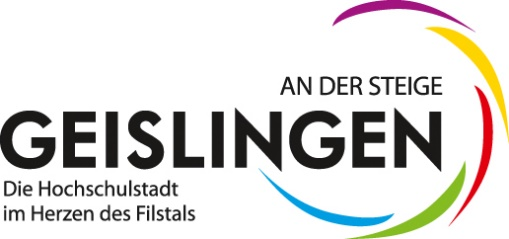 AN DER STEIGE
GEISLINGEN
Die Hochschulstadt
im Herzen des Filstals